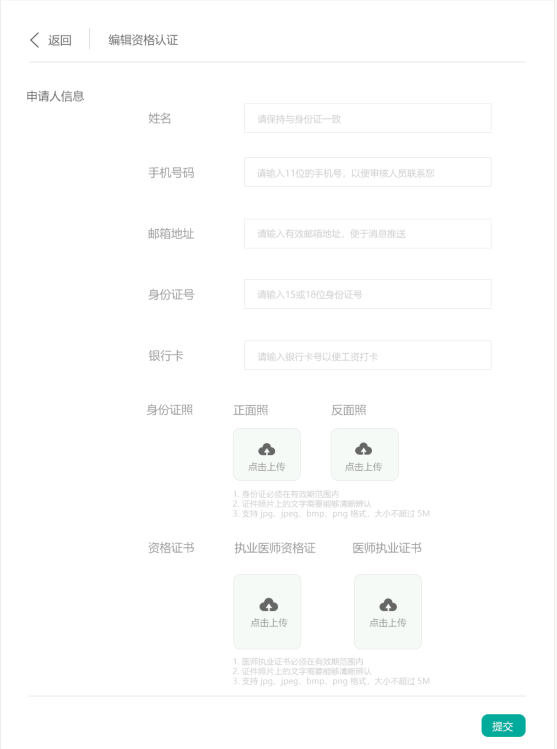 返回
编辑资格认证
申请人信息
姓名
请保持与身份证一致
手机号码
请输入11位的手机号，以便审核人员联系您
邮箱地址
请输入有效邮箱地址，便于消息推送
身份证号
请输入15或18位身份证号
银行卡
请输入银行卡号以便工资打卡
身份证照
正面照
反面照
点击上传
点击上传
1. 身份证必须在有效期范围内
2. 证件照片上的文字需要能够清晰辨认
3. 支持 jpg、jpeg、bmp、png 格式，大小不超过 5M
资格证书
执业医师资格证
医师执业证书
点击上传
点击上传
1. 医师执业证书必须在有效期范围内
2. 证件照片上的文字需要能够清晰辨认
3. 支持 jpg、jpeg、bmp、png 格式，大小不超过 5M
提交